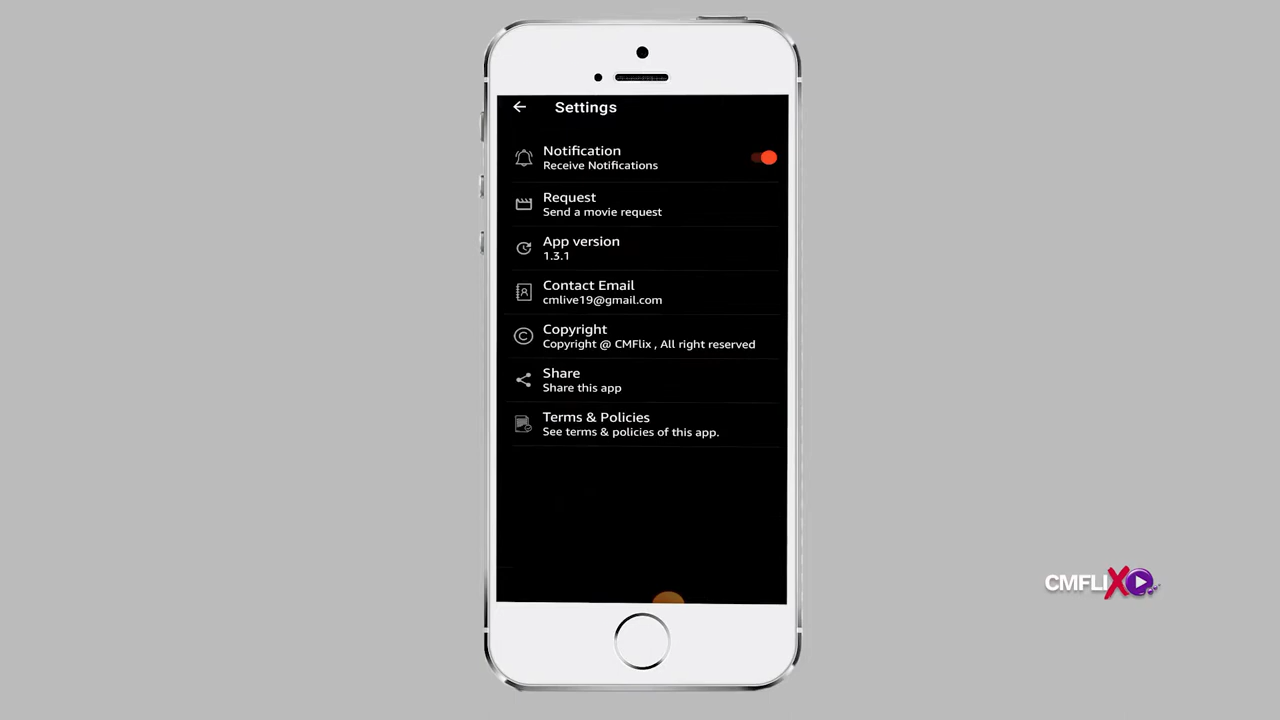 Settings
Notification
Receive Notifications
Request
Send a movie request
App version
1.3.1
Contact Email
cmlive19@gmail.com
Copyright
Copyright @ CMFlix , All right reserved
Share
Share this app
Terms & Policies
See terms & policies of this app.
CMFLIX